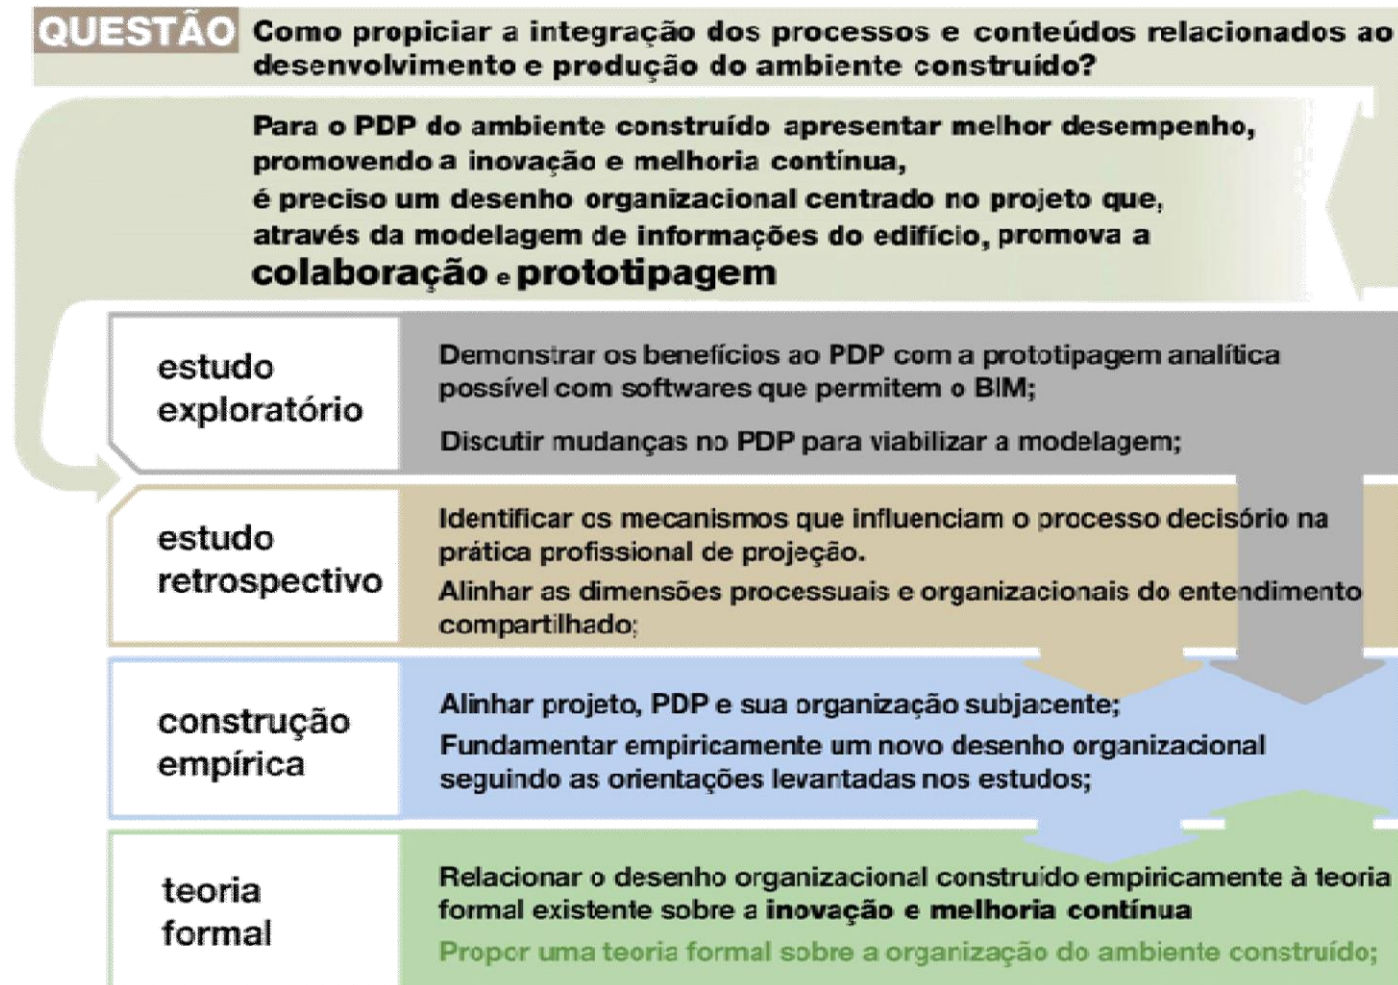 QUESTÃO Como propiciar a integração dos processos e conteúdos relacionados ao
desenvolvimento e produção do ambiente construído?
Para o PDP do ambiente construído apresentar melhor desempenho,
promovendo a inovação e melhoria contínua,
é preciso um desenho organizacional centrado no projeto que,
através da modelagem de informações do edifício, promova a
colaboração e prototipagem
estudo
exploratório
Demonstrar os benefícios ao PDP com a prototipagem analítica
possível com softwares que permitem o BIM;
Discutir mudanças no PDP para viabilizar a modelagem;
estudo
retrospectivo
Identificar os mecanismos que influenciam o processo decisório na
prática profissional de projeção.
Alinhar as dimensões processuais e organizacionais do entendimento
compartilhado;
construção
empírica
Alinhar projeto, PDP e sua organização subjacente;
Fundamentar empiricamente um novo desenho organizacional
seguindo as orientações levantadas nos estudos;
teoria
formal
Relacionar o desenho organizacional construído empiricamente à teoria
formal existente sobre a inovação e melhoria contínua
Propor uma teoria formal sobre a organização do ambiente construído;